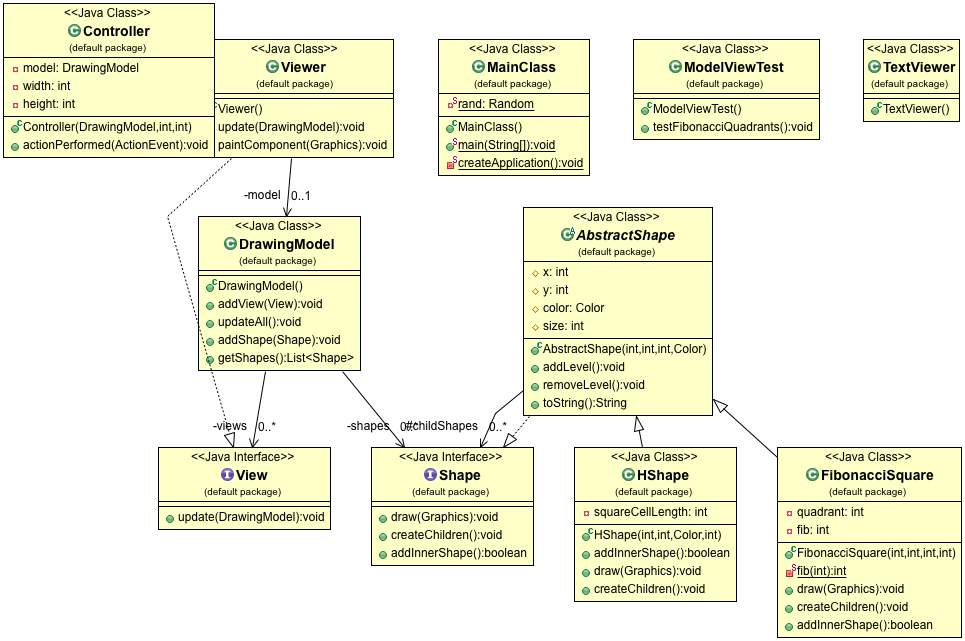 <<Java Class>>
Controller
(default package)
model: DrawingModel
width: int
height: int
Controller(DrawingModel,int,int)
actionPerformed(ActionEvent):void
<<Java Class>>
Viewer
(default package)
Viewer()
update(DrawingModel):void
paintComponent(Graphics):void
<<Java Class>>
MainClass
(default package)
rand: Random
MainClass()
main(String[]):void
createApplication():void
<<Java Class>>
ModelViewTest
(default package)
ModelViewTest()
testFibonacciQuadrants():void
<<Java Class>>
TextViewer
(default package)
TextViewer()
-model 0..1
<<Java Class>>
DrawingModel
(default package)
DrawingModel()
addView(View):void
updateAll():void
addShape(Shape):void
getShapes():List<Shape>
<<Java Class>>
AbstractShape
(default package)
x: int
y: int
color: Color
size: int
AbstractShape(int,int,int,Color)
addLevel():void
removeLevel():void
toString():String
-views 0..*
-shapes 0..*
#childShapes 0..*
<<Java Interface>>
View
(default package)
update(DrawingModel):void
<<Java Interface>>
Shape
(default package)
draw(Graphics):void
createChildren():void
addInnerShape():boolean
<<Java Class>>
HShape
(default package)
squareCellLength: int
HShape(int,int,Color,int)
addInnerShape():boolean
draw(Graphics):void
createChildren():void
<<Java Class>>
FibonacciSquare
(default package)
quadrant: int
fib: int
FibonacciSquare(int,int,int,int)
fib(int):int
draw(Graphics):void
createChildren():void
addInnerShape():boolean